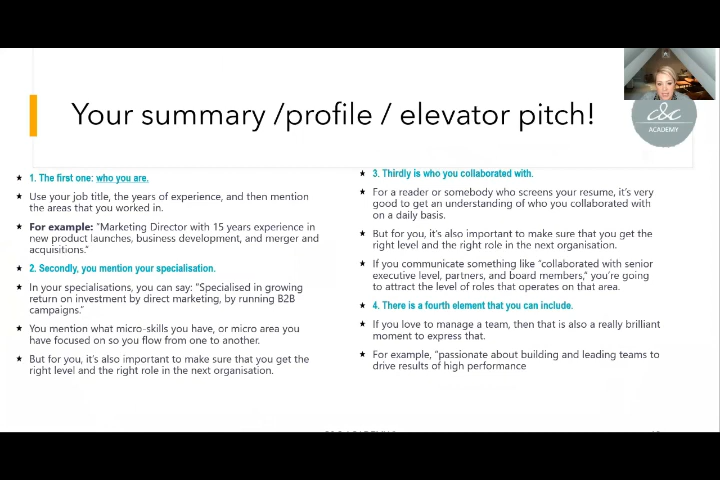 Your summary /profile / elevator pitch!
c&c
ACADEMY
1. The first one: who you are.
Use your job title, the years of experience, and then mention
the areas that you worked in.
For example: "Marketing Director with 15 years experience in
new product launches, business development, and merger and
acquisitions."
2. Secondly, you mention your specialisation.
In your specialisations, you can say: "Specialised in growing
return on investment by direct marketing, by running B2B
campaigns."
You mention what micro-skills you have, or micro area you
have focused on so you flow from one to another.
But for you, it's also important to make sure that you get the
right level and the right role in the next organisation.
3. Thirdly is who you collaborated with.
For a reader or somebody who screens your resume, it's very
good to get an understanding of who you collaborated with
on a daily basis.
But for you, it's also important to make sure that you get the
right level and the right role in the next organisation.
If you communicate something like "collaborated with senior
executive level, partners, and board members," you're going
to attract the level of roles that operates on that area.
4. There is a fourth element that you can include.
If you love to manage a team, then that is also a really brilliant
moment to express that.
For example, "passionate about building and leading teams to
drive results of high performance